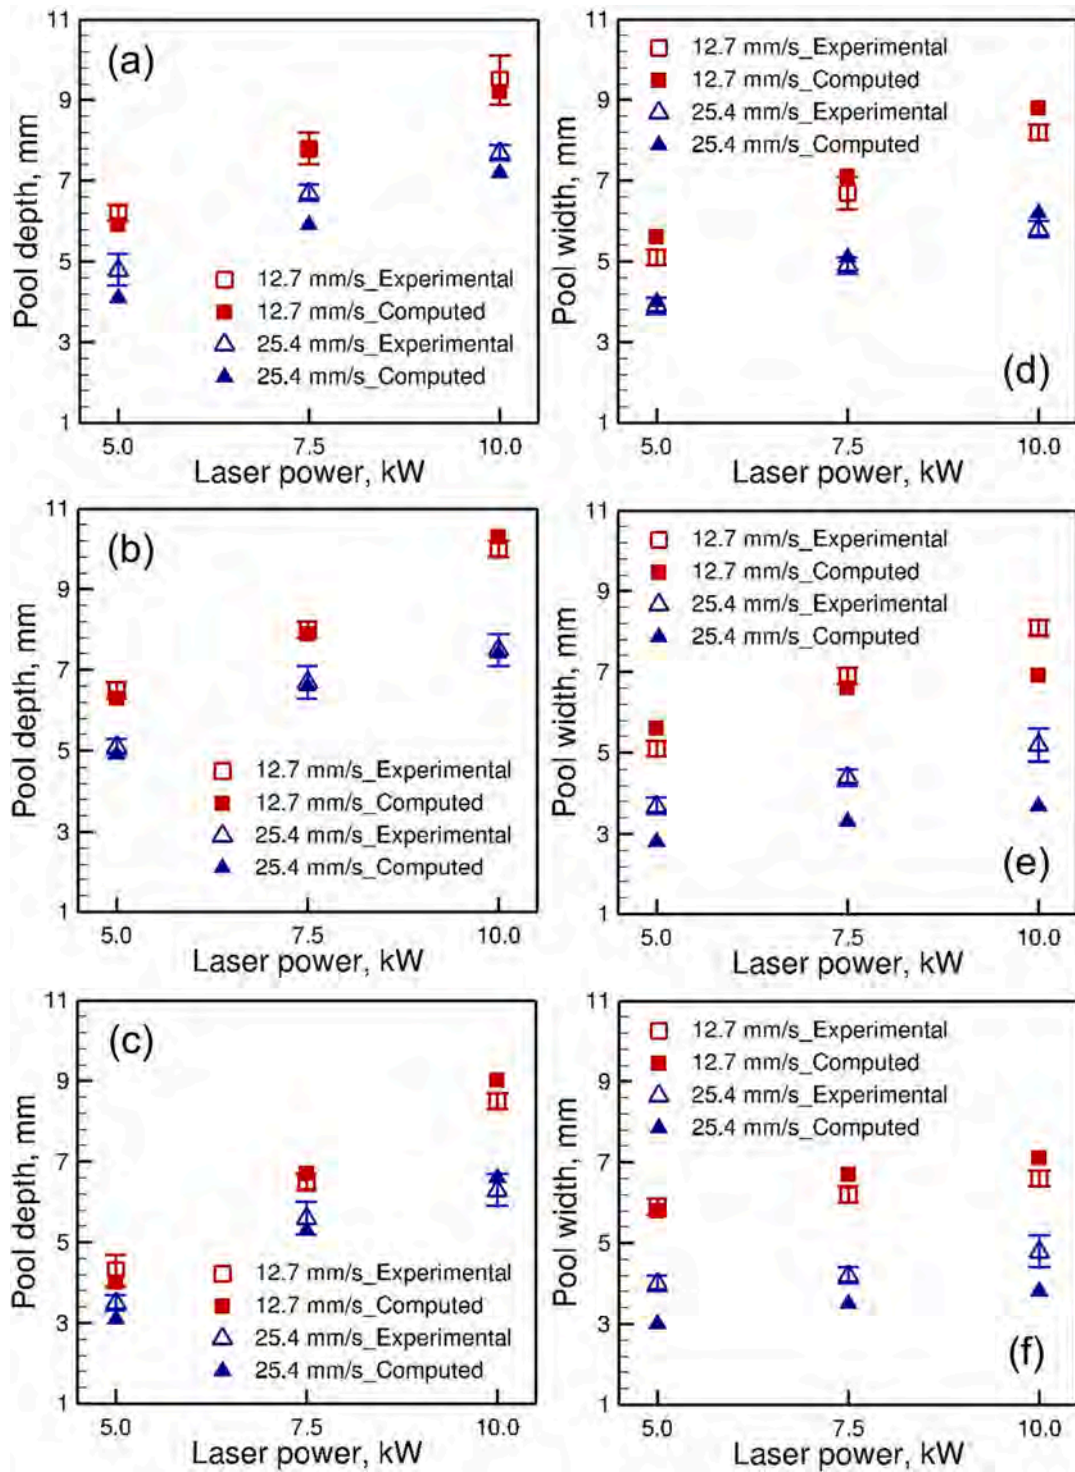 (a)
11
9
7
5
3
1
Pool depth, mm
12.7 mm/s_Experimental
12.7 mm/s_Computed
25.4 mm/s_Experimental
25.4 mm/s_Computed
5.0 7.5 10.0
Laser power, kW
(d)
11
9
7
5
3
1
Pool width, mm
12.7 mm/s_Experimental
12.7 mm/s_Computed
25.4 mm/s_Experimental
25.4 mm/s_Computed
5.0 7.5 10.0
Laser power, kW
(b)
11
9
7
5
3
1
Pool depth, mm
12.7 mm/s_Experimental
12.7 mm/s_Computed
25.4 mm/s_Experimental
25.4 mm/s_Computed
5.0 7.5 10.0
Laser power, kW
(e)
11
9
7
5
3
1
Pool width, mm
12.7 mm/s_Experimental
12.7 mm/s_Computed
25.4 mm/s_Experimental
25.4 mm/s_Computed
5.0 7.5 10.0
Laser power, kW
(c)
11
9
7
5
3
1
Pool depth, mm
12.7 mm/s_Experimental
12.7 mm/s_Computed
25.4 mm/s_Experimental
25.4 mm/s_Computed
5.0 7.5 10.0
Laser power, kW
(f)
11
9
7
5
3
1
Pool width, mm
12.7 mm/s_Experimental
12.7 mm/s_Computed
25.4 mm/s_Experimental
25.4 mm/s_Computed
5.0 7.5 10.0
Laser power, kW